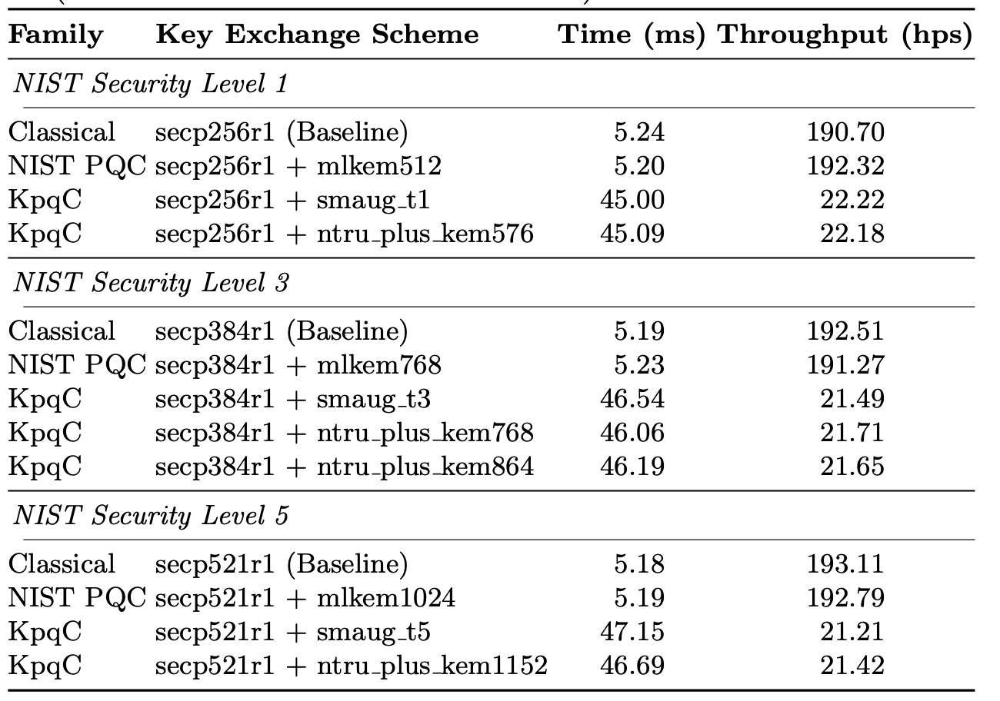 Family Key Exchange Scheme Time (ms) Throughput (hps)
NIST Security Level 1
Classical secp256r1 (Baseline) 5.24 190.70
NIST PQC secp256r1 + mlkem512 5.20 192.32
KpqC secp256r1 + smaug_t1 45.00 22.22
KpqC secp256r1 + ntru_plus_kem576 45.09 22.18
NIST Security Level 3
Classical secp384r1 (Baseline) 5.19 192.51
NIST PQC secp384r1 + mlkem768 5.23 191.27
KpqC secp384r1 + smaug_t3 46.54 21.49
KpqC secp384r1 + ntru_plus_kem768 46.06 21.71
KpqC secp384r1 + ntru_plus_kem864 46.19 21.65
NIST Security Level 5
Classical secp521r1 (Baseline) 5.18 193.11
NIST PQC secp521r1 + mlkem1024 5.19 192.79
KpqC secp521r1 + smaug_t5 47.15 21.21
KpqC secp521r1 + ntru_plus_kem1152 46.69 21.42